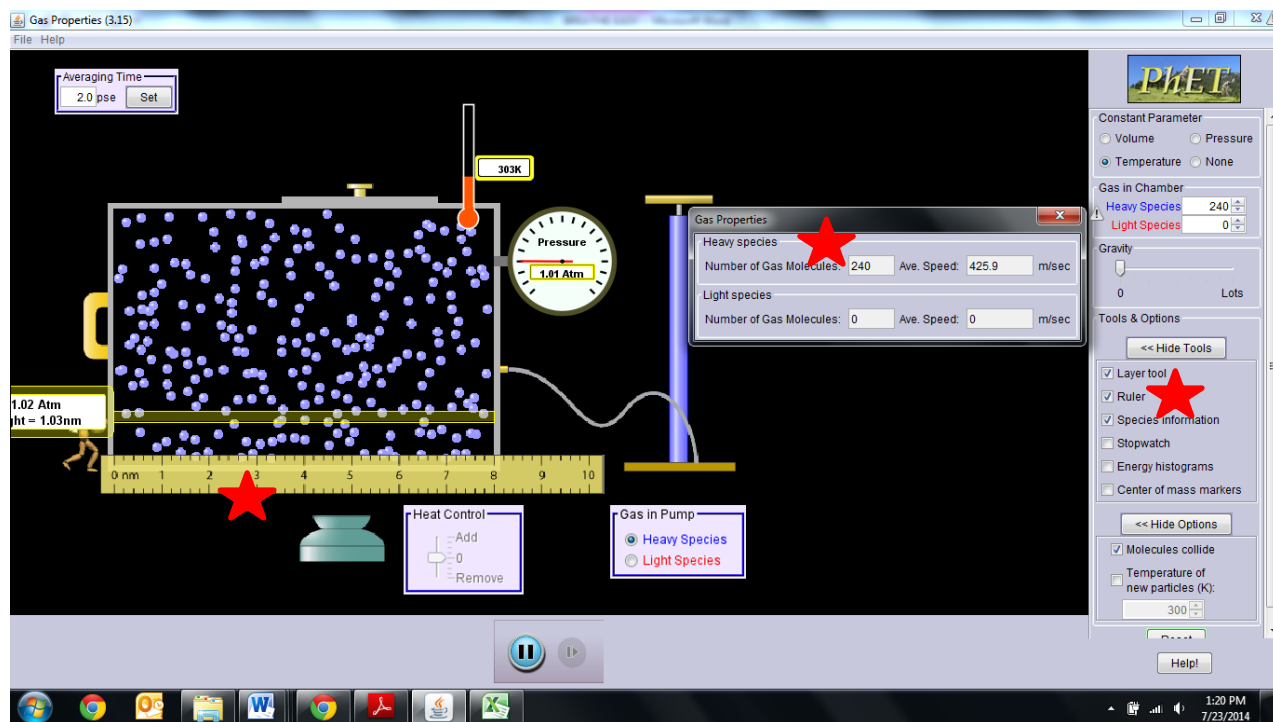 Gas Properties (3.15)
File Help
Averaging Time
2.0 pse Set
303K
Pressure
1.01 Atm
1.02 Atm
ght = 1.03nm
0 nm 1 2 3 4 5 6 7 8 9 10
Heat Control
Add
0
Remove
Gas in Pump
Heavy Species
Light Species
Gas Properties
Heavy species
Number of Gas Molecules: 240 Ave. Speed: 425.9 m/sec
Light species
Number of Gas Molecules: 0 Ave. Speed: 0 m/sec
PhET
Constant Parameter
Volume Pressure
Temperature None
Gas in Chamber
Heavy Species 240
Light Species 0
Gravity
0 Lots
Tools & Options
<< Hide Tools
Layer tool
Ruler
Species Information
Stopwatch
Energy histograms
Center of mass markers
<< Hide Options
Molecules collide
Temperature of
new particles (K):
300
Reset
Help!
1:20 PM
7/23/2014